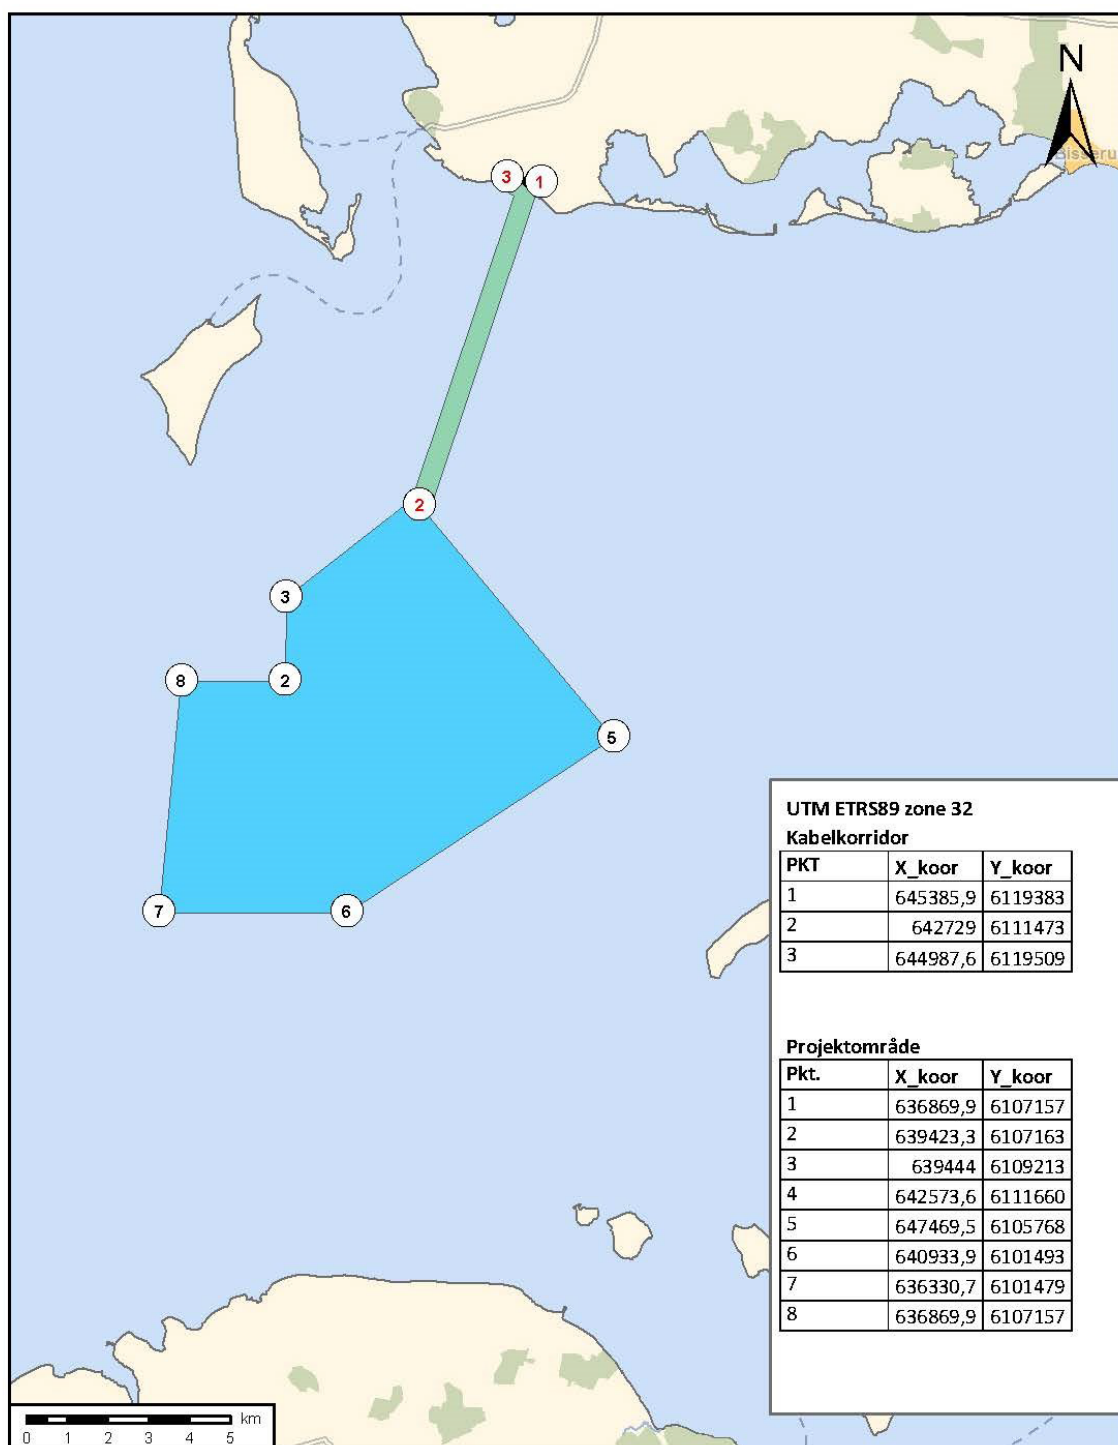 N
Bisseru
3
1
2
3
8
2
5
7
6
UTM ETRS89 zone 32
Kabelkorridor
PKT X_koor Y_koor
1 645385,9 6119383
2 642729 6111473
3 644987,6 6119509
Projektområde
Pkt. X_koor Y_koor
1 636869,9 6107157
2 639423,3 6107163
3 639444 6109213
4 642573,6 6111660
5 647469,5 6105768
6 640933,9 6101493
7 636330,7 6101479
8 636869,9 6107157
km
0 1 2 3 4 5